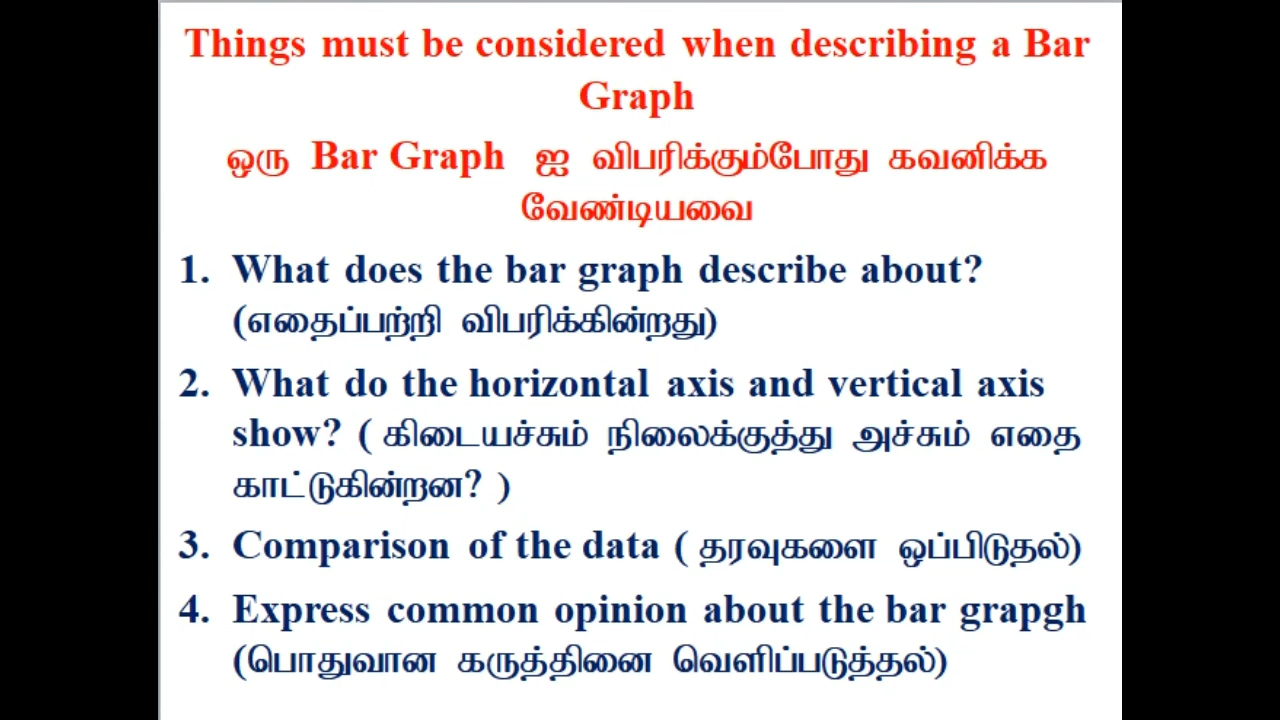 Things must be considered when describing a Bar
Graph
ஒரு Bar Graph ஐ விபரிக்கும்போது கவனிக்க
வேண்டியவை
1. What does the bar graph describe about?
(எதைப்பற்றி விபரிக்கின்றது)
2. What do the horizontal axis and vertical axis
show? ( கிடையச்சும் நிலைக்குத்து அச்சும் எதை
காட்டுகின்றன? )
3. Comparison of the data ( தரவுகளை ஒப்பிடுதல்)
4. Express common opinion about the bar grapgh
(பொதுவான கருத்தினை வெளிப்படுத்தல்)